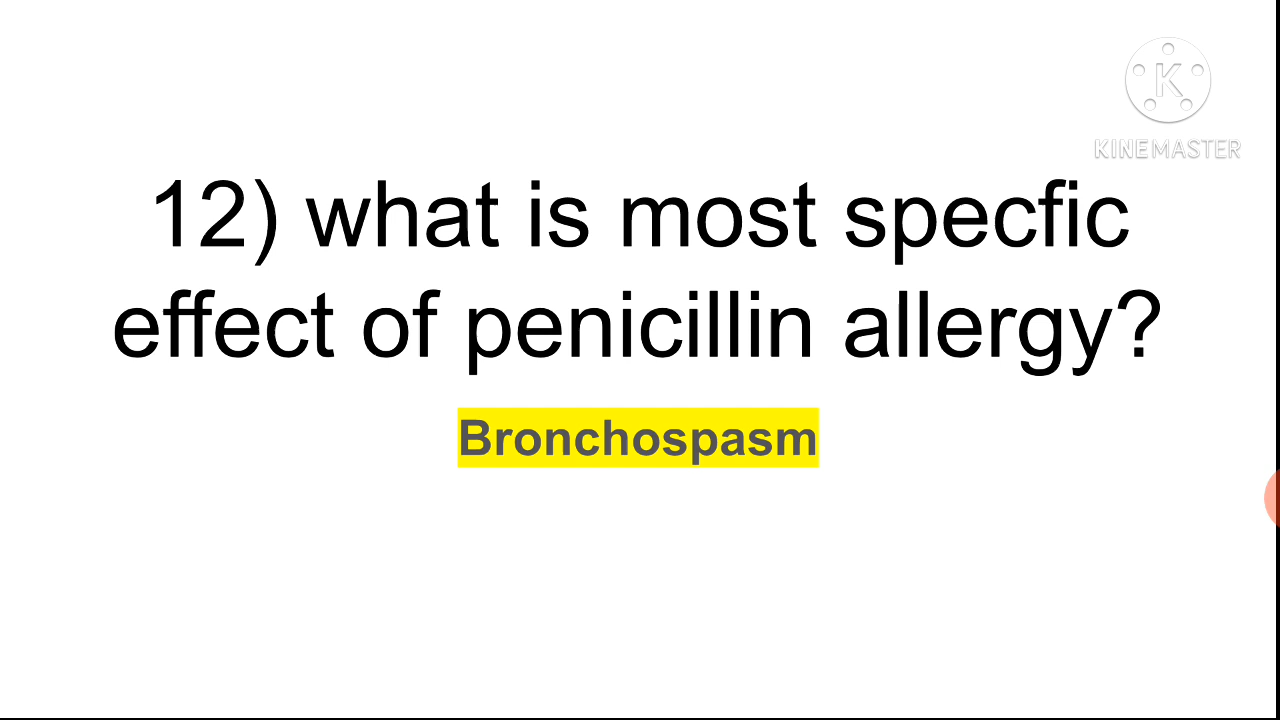 K
KINEMASTER
12) what is most specfic
effect of penicillin allergy?
Bronchospasm